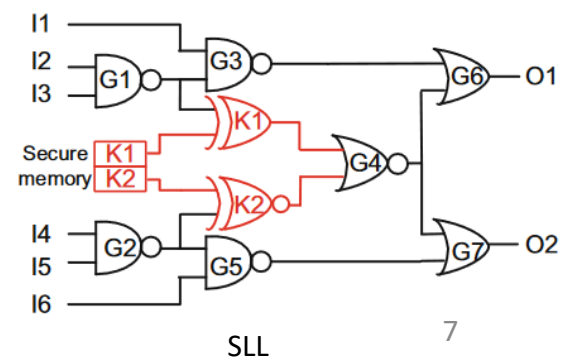 I1
I2
I3
G1
G3
G6
O1
K1
Secure
memory
K1
K2
G4
K2
I4
I5
G2
G5
G7
O2
I6
SLL
7